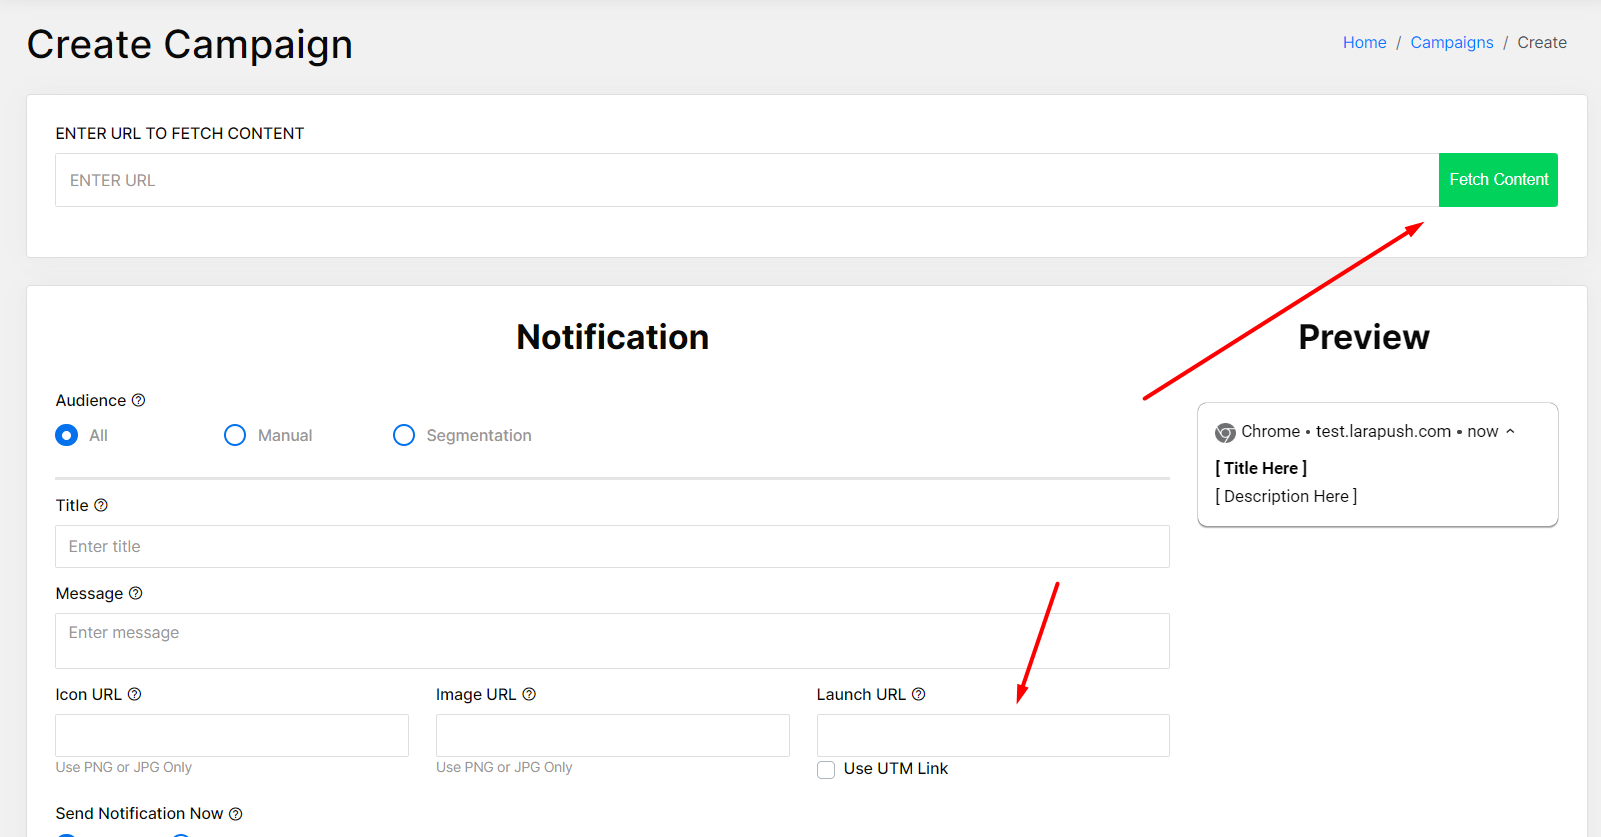 Create Campaign
Home / Campaigns / Create
ENTER URL TO FETCH CONTENT
ENTER URL
Fetch Content
Notification
Preview
Audience
All Manual Segmentation
Chrome • test.larapush.com • now
[ Title Here ]
[ Description Here ]
Title
Enter title
Message
Enter message
Icon URL Image URL Launch URL
Use PNG or JPG Only Use PNG or JPG Only
Use UTM Link
Send Notification Now